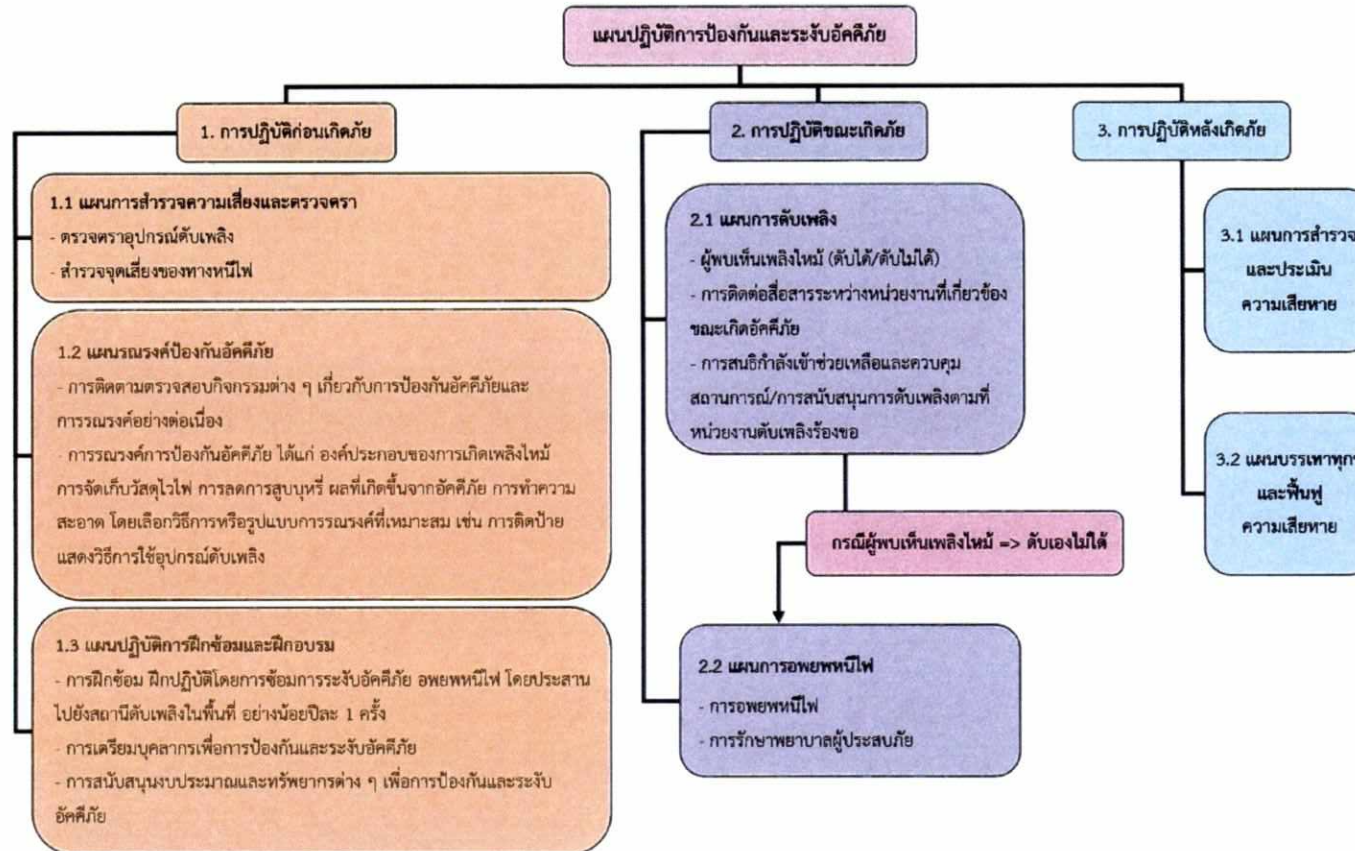 แผนปฏิบัติการป้องกันและระงับอัคคีภัย
1. การปฏิบัติก่อนเกิดภัย
1.1 แผนการสำรวจความเสี่ยงและตรวจตรา
- ตรวจตราอุปกรณ์ดับเพลิง
- สำรวจจุดเสี่ยงของทางหนีไฟ
1.2 แผนรณรงค์ป้องกันอัคคีภัย
- การติดตามตรวจสอบกิจกรรมต่าง ๆ เกี่ยวกับการป้องกันอัคคีภัยและ
การรณรงค์อย่างต่อเนื่อง
- การรณรงค์การป้องกันอัคคีภัย ได้แก่ องค์ประกอบของการเกิดเพลิงไหม้
การจัดเก็บวัสดุไวไฟ การลดการสูบบุหรี่ ผลที่เกิดขึ้นจากอัคคีภัย การทำความ
สะอาด โดยเลือกวิธีการหรือรูปแบบการรณรงค์ที่เหมาะสม เช่น การติดป้าย
แสดงวิธีการใช้อุปกรณ์ดับเพลิง
1.3 แผนปฏิบัติการฝึกซ้อมและฝึกอบรม
- การฝึกซ้อม ฝึกปฏิบัติโดยการซ้อมการระงับอัคคีภัย อพยพหนีไฟ โดยประสาน
ไปยังสถานีดับเพลิงในพื้นที่ อย่างน้อยปีละ 1 ครั้ง
- การเตรียมบุคลากรเพื่อการป้องกันและระงับอัคคีภัย
- การสนับสนุนงบประมาณและทรัพยากรต่าง ๆ เพื่อการป้องกันและระงับ
อัคคีภัย
2. การปฏิบัติขณะเกิดภัย
2.1 แผนการดับเพลิง
- ผู้พบเห็นเพลิงไหม้ (ดับได้/ดับไม่ได้)
- การติดต่อสื่อสารระหว่างหน่วยงานที่เกี่ยวข้อง
ขณะเกิดอัคคีภัย
- การสนธิกำลังเข้าช่วยเหลือและควบคุม
สถานการณ์/การสนับสนุนการดับเพลิงตามที่
หน่วยงานดับเพลิงร้องขอ
กรณีผู้พบเห็นเพลิงไหม้ => ดับเองไม่ได้
2.2 แผนการอพยพหนีไฟ
- การอพยพหนีไฟ
- การรักษาพยาบาลผู้ประสบภัย
3. การปฏิบัติหลังเกิดภัย
3.1 แผนการสำรวจ
และประเมิน
ความเสียหาย
3.2 แผนบรรเทาทุก
และฟื้นฟู
ความเสียหาย